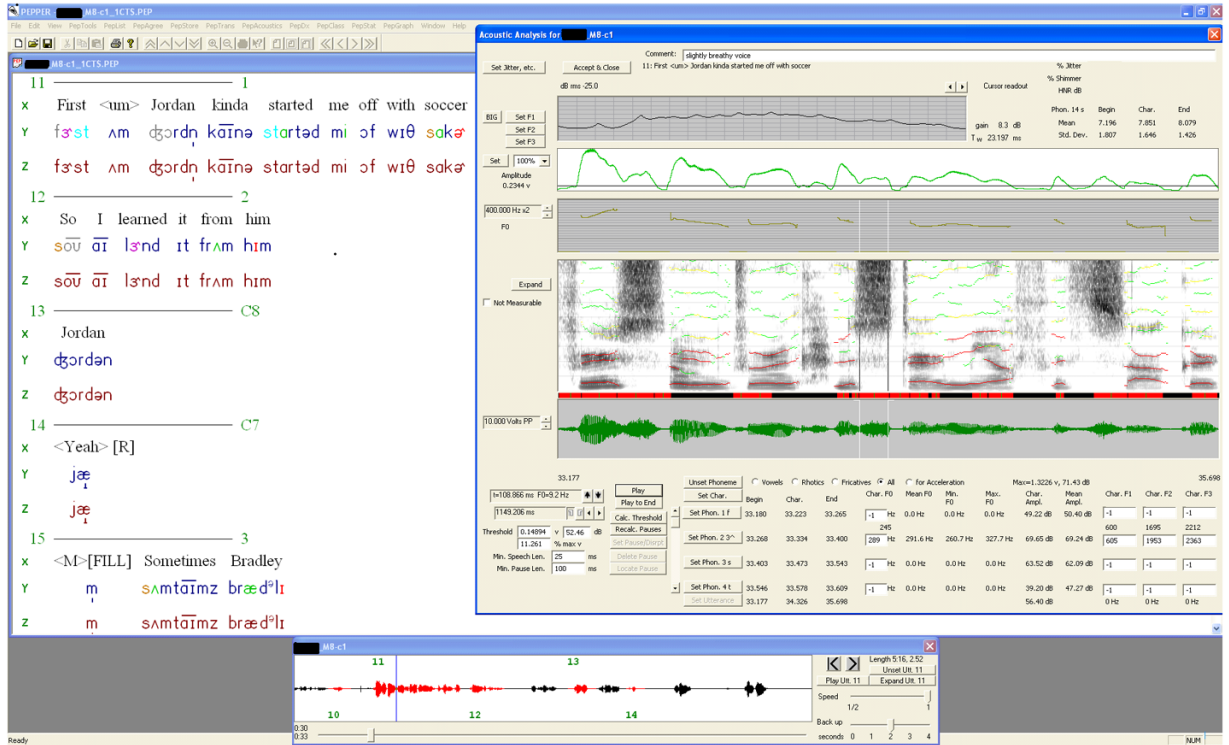 PEPPER - MB-c1_1CTS.PEP
File Edit View PepTools PepList PepAgree PepStore PepTrans PepAcoustics PepDx PepClass PepStat PepGraph Window Help
MB-c1_1CTS.PEP
11 1
X First <um> Jordan kinda started me off with soccer
Y fɝst ʌm ʤɔrdn̩ kaɪnə startəd mi ɔf wɪθ sakɚ
Z fɝst ʌm ʤɔrdn̩ kaɪnə startəd mi ɔf wɪθ sakɚ
12 2
X So I learned it from him
Y soʊ aɪ lɝnd ɪt frʌm hɪm
Z soʊ aɪ lɝnd ɪt frʌm hɪm
13 C8
X Jordan
Y ʤɔrdən
Z ʤɔrdən
14 C7
X <Yeah> [R]
Y jæ
Z jæ
15 3
X <M>[FILL] Sometimes Bradley
Y m sʌmtaɪmz brædᵊlɪ
Z m sʌmtaɪmz brædᵊlɪ
Acoustic Analysis for MB-c1
Comment: slightly breathy voice
Set Jitter, etc. Accept & Close 11: First <um> Jordan kinda started me off with soccer % Jitter
% Shimmer
HNR dB
dB rms -25.0 Cursor readout
Phon. 14 s Begin Char. End
Mean 7.196 7.851 8.079
Std. Dev. 1.807 1.646 1.426
gain 8.3 dB
Tw 23.197 ms
BIG Set F1
Set F2
Set F3
Set 100%
Amplitude
0.2344 v
400.000 Hz x2
F0
Expand
Not Measurable
10.000 Volts PP
33.177 35.698
t=108.866 ms F0=9.2 Hz
1149.206 ms
Threshold 0.14894 v 52.46 dB
11.261 % max v
Min. Speech Len. 25 ms
Min. Pause Len. 100 ms
Play
Play to End
Calc. Threshold
Recalc. Pauses
Set Pause/Disrpt
Delete Pause
Locate Pause
Unset Phoneme Vowels Rhotics Fricatives All for Acceleration Max=1.3226 v, 71.43 dB
Set Char. Begin Char. End Char. F0 Mean F0 Min. F0 Max. F0 Char. Ampl. Mean Ampl. Char. F1 Char. F2 Char. F3
Set Phon. 1 f 33.180 33.223 33.265 -1 Hz 0.0 Hz 0.0 Hz 0.0 Hz 49.22 dB 50.40 dB -1 -1 -1
245 600 1695 2212
Set Phon. 2 3^ 33.268 33.334 33.400 289 Hz 291.6 Hz 260.7 Hz 327.7 Hz 69.65 dB 69.24 dB 605 1953 2363
Set Phon. 3 s 33.403 33.473 33.543 -1 Hz 0.0 Hz 0.0 Hz 0.0 Hz 63.52 dB 62.09 dB -1 -1 -1
Set Phon. 4 t 33.546 33.578 33.609 -1 Hz 0.0 Hz 0.0 Hz 0.0 Hz 39.20 dB 47.27 dB -1 -1 -1
Set Utterance 33.177 34.326 35.698 56.40 dB 0 Hz 0 Hz 0 Hz
MB-c1
11 13
10 12 14
0:30
0:33
Length 5:16, 2.52
Unset Utt. 11
Play Utt. 11 Expand Utt. 11
Speed
1/2 1
Back up
seconds 0 1 2 3 4
Ready NUM